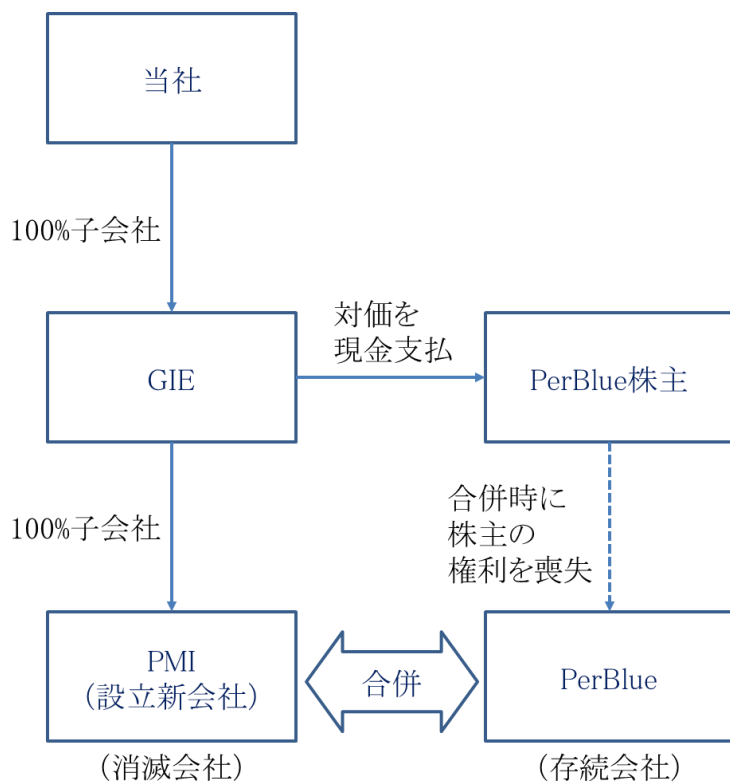 当社
100%子会社
対価を
現金支払
GIE
PerBlue株主
100%子会社
合併時に
株主の
権利を喪失
PMI
(設立新会社)
合併
PerBlue
(消滅会社)
(存続会社)